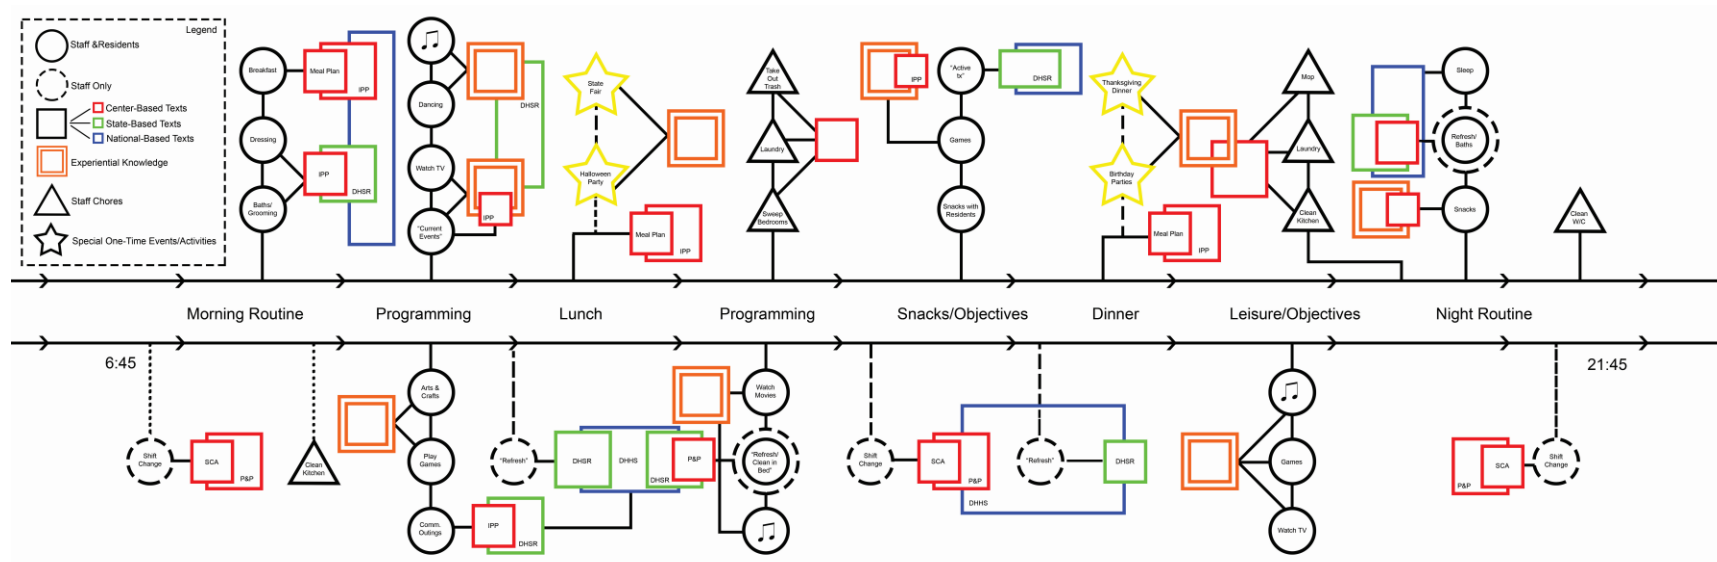 Legend
Staff &Residents
Staff Only
Center-Based Texts
State-Based Texts
National-Based Texts
Experiential Knowledge
Staff Chores
Special One-Time Events/Activities
Breakfast
Meal Plan
IPP
Dressing
IPP
DHSR
Baths/
Grooming
Dancing
DHSR
Watch TV
IPP
"Current
Events"
State
Fair
Halloween
Party
Meal Plan
IPP
Take
Out
Trash
Laundry
Sweep
Bedrooms
IPP
"Active
tx"
DHSR
Games
Snacks with
Residents
Thanksgiving
Dinner
Birthday
Parties
Meal Plan
IPP
Mop
Laundry
Clean
Kitchen
Sleep
Refresh/
Baths
Snacks
Clean
W/C
Morning Routine
Programming
Lunch
Programming
Snacks/Objectives
Dinner
Leisure/Objectives
Night Routine
6:45
21:45
Shift
Change
SCA
P&P
Clean
Kitchen
Arts &
Crafts
Play
Games
Comm.
Outings
IPP
DHSR
"Refresh"
DHSR
DHHS
DHSR
P&P
Watch
Movies
"Refresh/
Clean in
Bed"
Shift
Change
SCA
P&P
DHHS
"Refresh"
DHSR
Games
Watch TV
P&P
SCA
Shift
Change